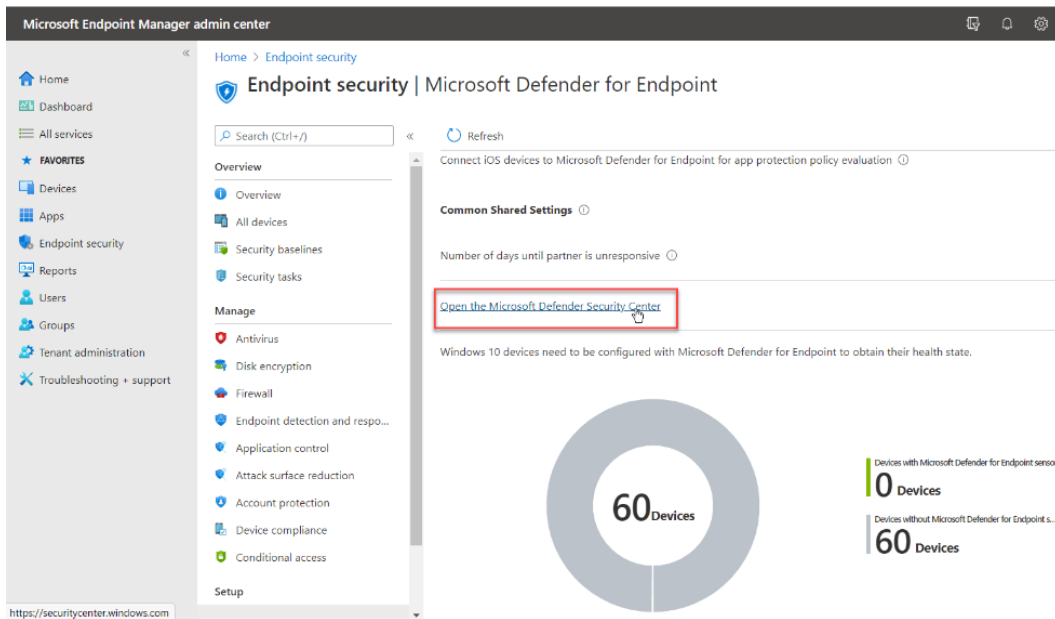 Microsoft Endpoint Manager admin center
Home
Dashboard
All services
FAVORITES
Devices
Apps
Endpoint security
Reports
Users
Groups
Tenant administration
Troubleshooting + support
https://securitycenter.windows.com
Home > Endpoint security
Endpoint security | Microsoft Defender for Endpoint
Search (Ctrl+/)
Overview
Overview
All devices
Security baselines
Security tasks
Manage
Antivirus
Disk encryption
Firewall
Endpoint detection and respo...
Application control
Attack surface reduction
Account protection
Device compliance
Conditional access
Setup
Refresh
Connect iOS devices to Microsoft Defender for Endpoint for app protection policy evaluation
Common Shared Settings
Number of days until partner is unresponsive
Open the Microsoft Defender Security Center
Windows 10 devices need to be configured with Microsoft Defender for Endpoint to obtain their health state.
60 Devices
Devices with Microsoft Defender for Endpoint senso
0 Devices
Devices without Microsoft Defender for Endpoint s...
60 Devices